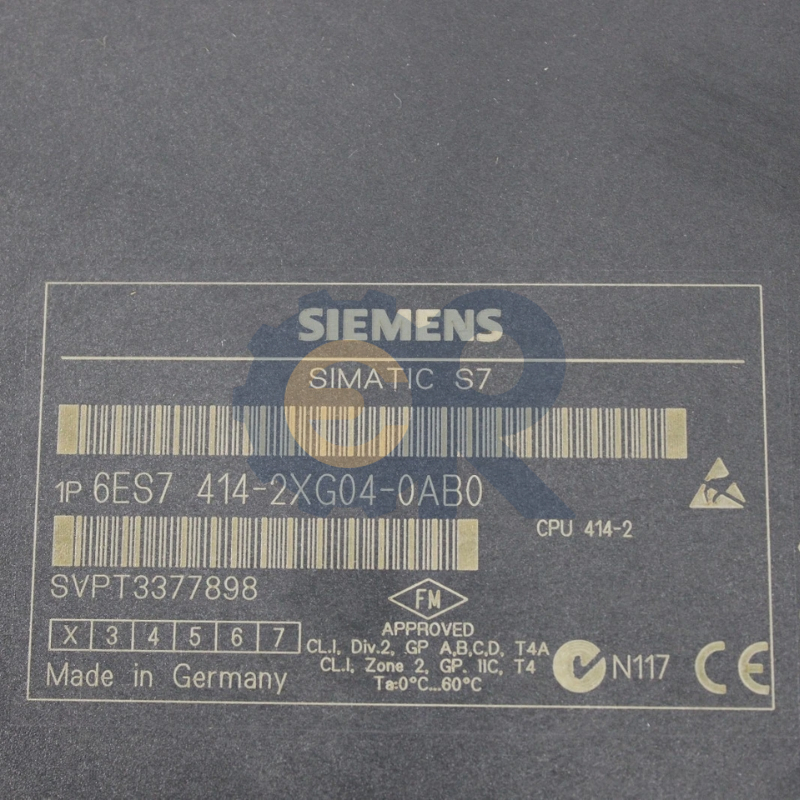 SIEMENS
SIMATIC S7
1P 6ES7 414-2XG04-0AB0
CPU 414-2
SVPT3377898
FM
APPROVED
X 3 4 5 6 7
CL.I, Div.2, GP A,B,C,D, T4A
CL.I, Zone 2, GP. IIC, T4
Ta:0°C...60°C
Made in Germany
N117
CE
eR